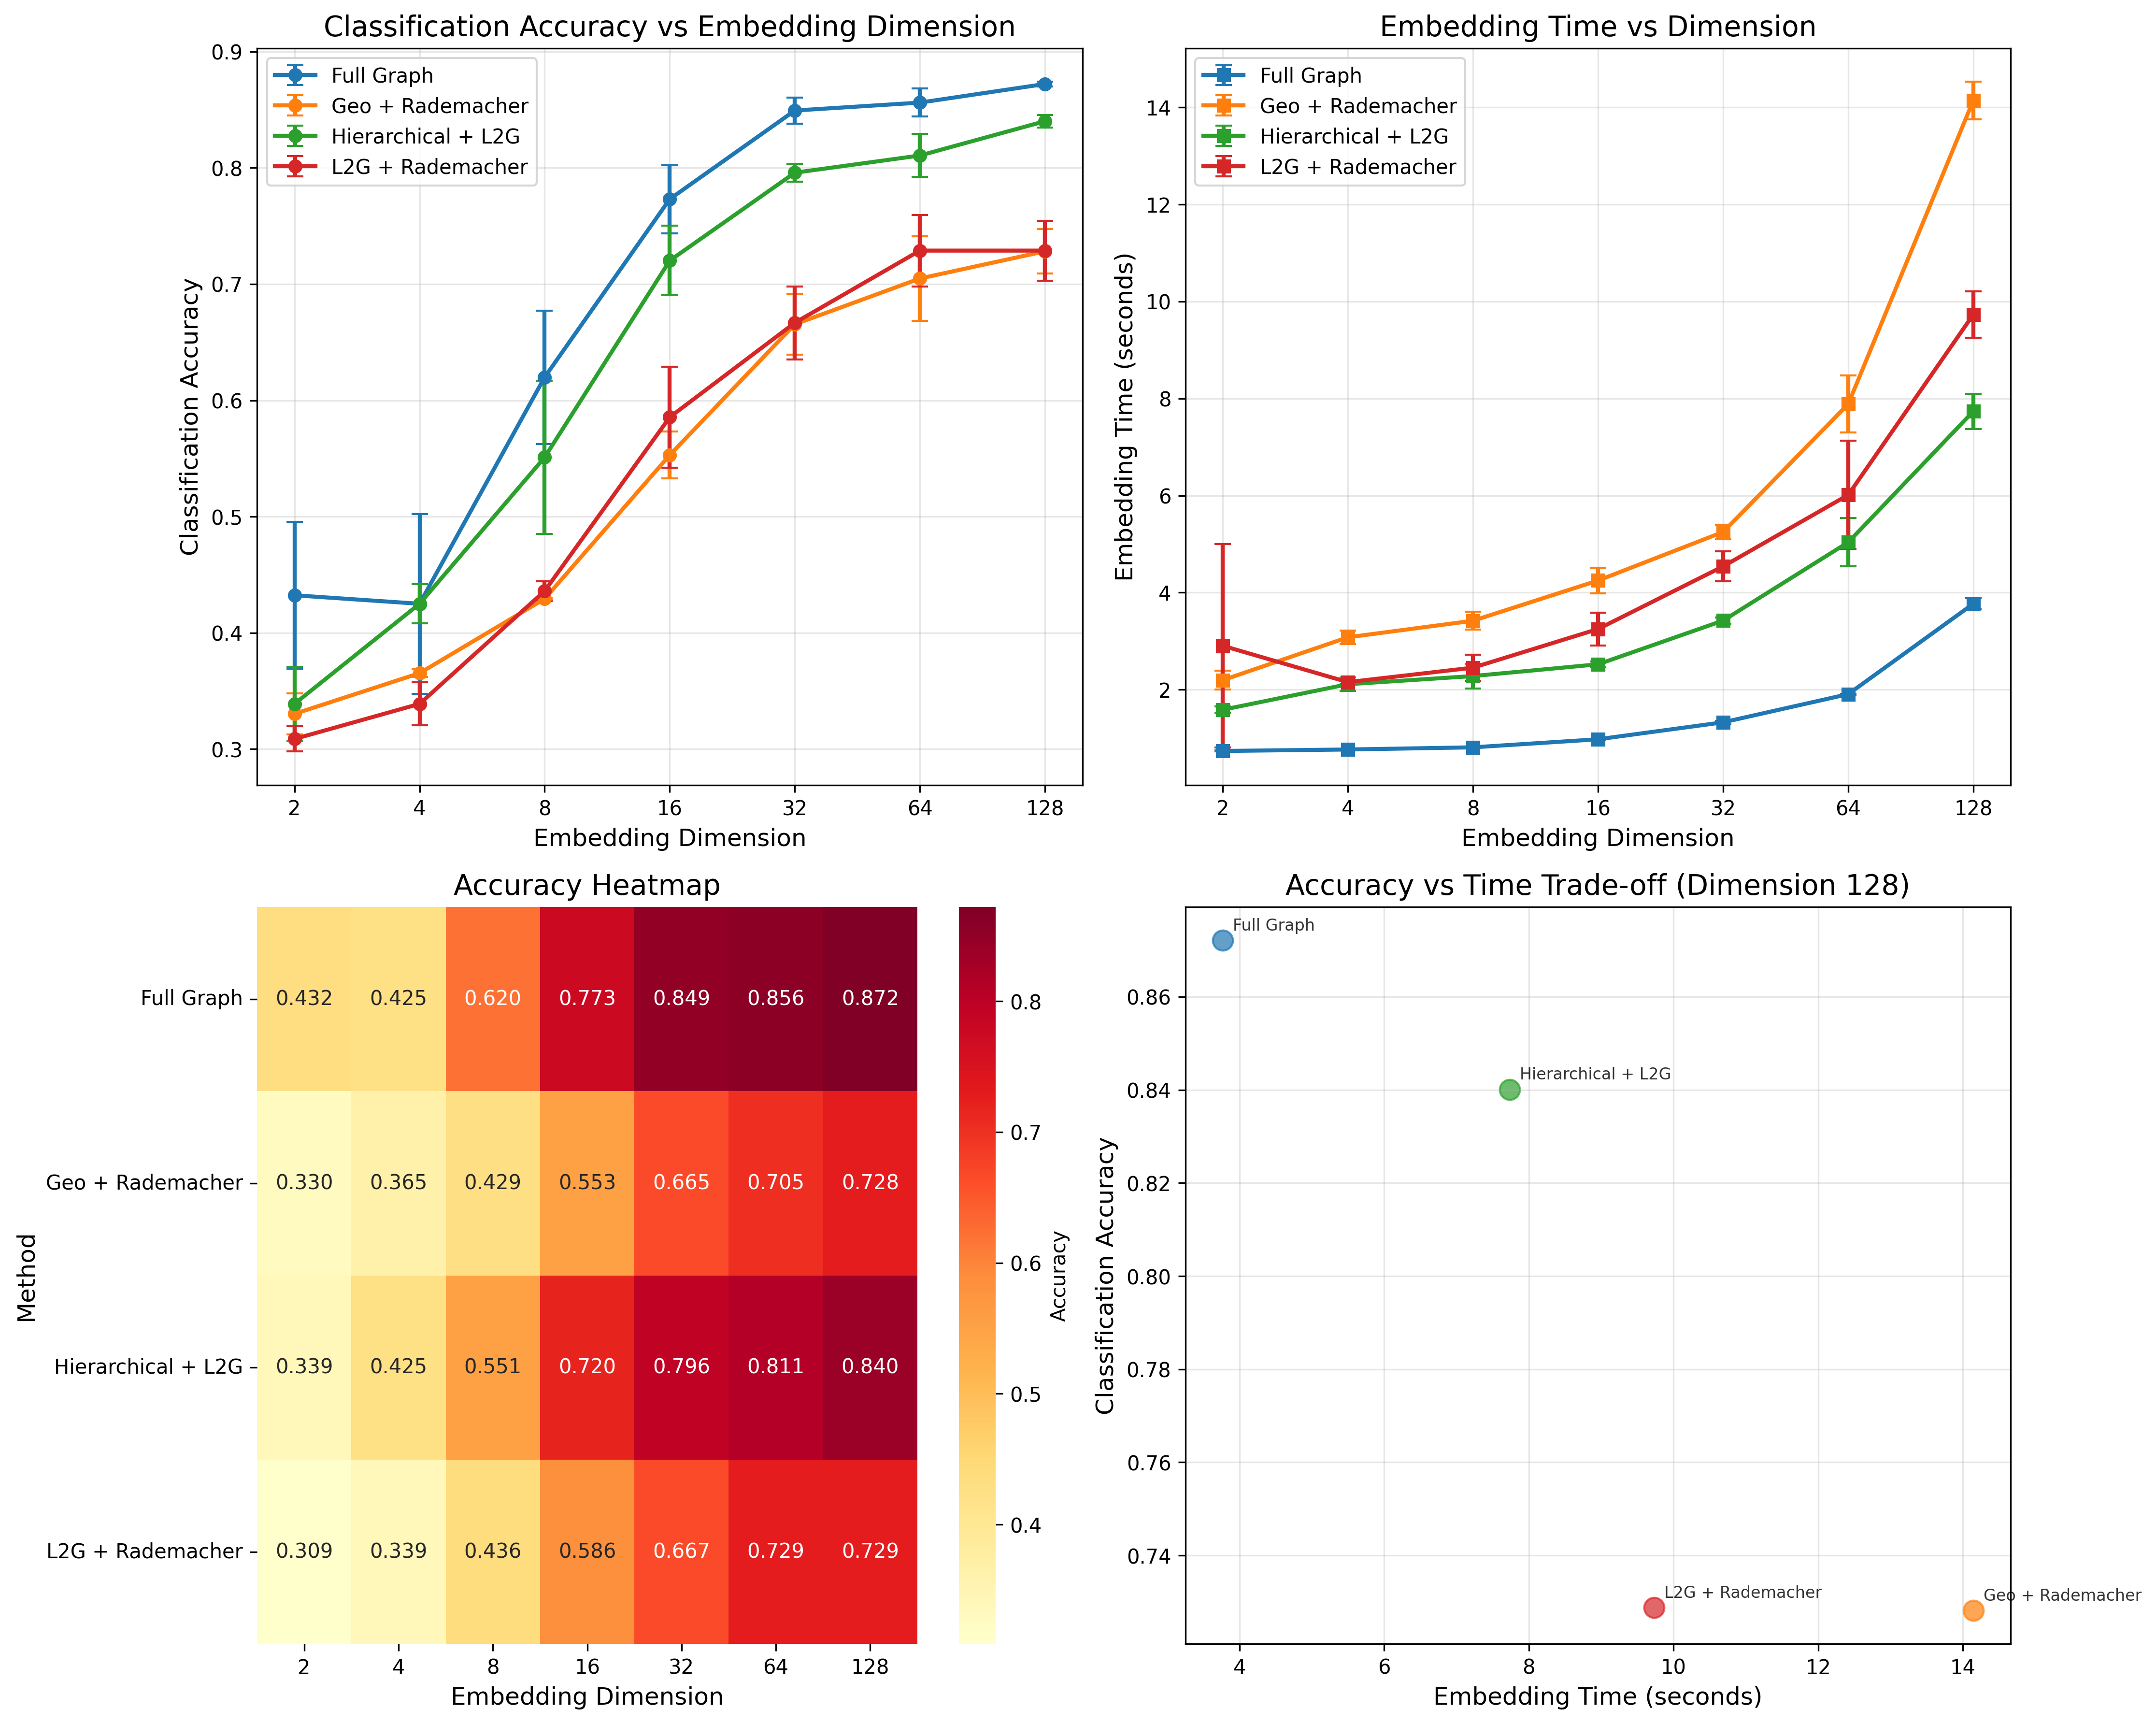 Classification Accuracy vs Embedding Dimension
Full Graph
Geo + Rademacher
Hierarchical + L2G
L2G + Rademacher
Classification Accuracy
0.9
0.8
0.7
0.6
0.5
0.4
0.3
2 4 8 16 32 64 128
Embedding Dimension
Embedding Time vs Dimension
Full Graph
Geo + Rademacher
Hierarchical + L2G
L2G + Rademacher
Embedding Time (seconds)
14
12
10
8
6
4
2
2 4 8 16 32 64 128
Embedding Dimension
Accuracy Heatmap
Method
Full Graph 0.432 0.425 0.620 0.773 0.849 0.856 0.872
Geo + Rademacher 0.330 0.365 0.429 0.553 0.665 0.705 0.728
Hierarchical + L2G 0.339 0.425 0.551 0.720 0.796 0.811 0.840
L2G + Rademacher 0.309 0.339 0.436 0.586 0.667 0.729 0.729
2 4 8 16 32 64 128
Embedding Dimension
0.8
0.7
0.6
0.5
0.4
Accuracy
Accuracy vs Time Trade-off (Dimension 128)
Classification Accuracy
0.86
0.84
0.82
0.80
0.78
0.76
0.74
Full Graph
Hierarchical + L2G
L2G + Rademacher
Geo + Rademacher
4 6 8 10 12 14
Embedding Time (seconds)